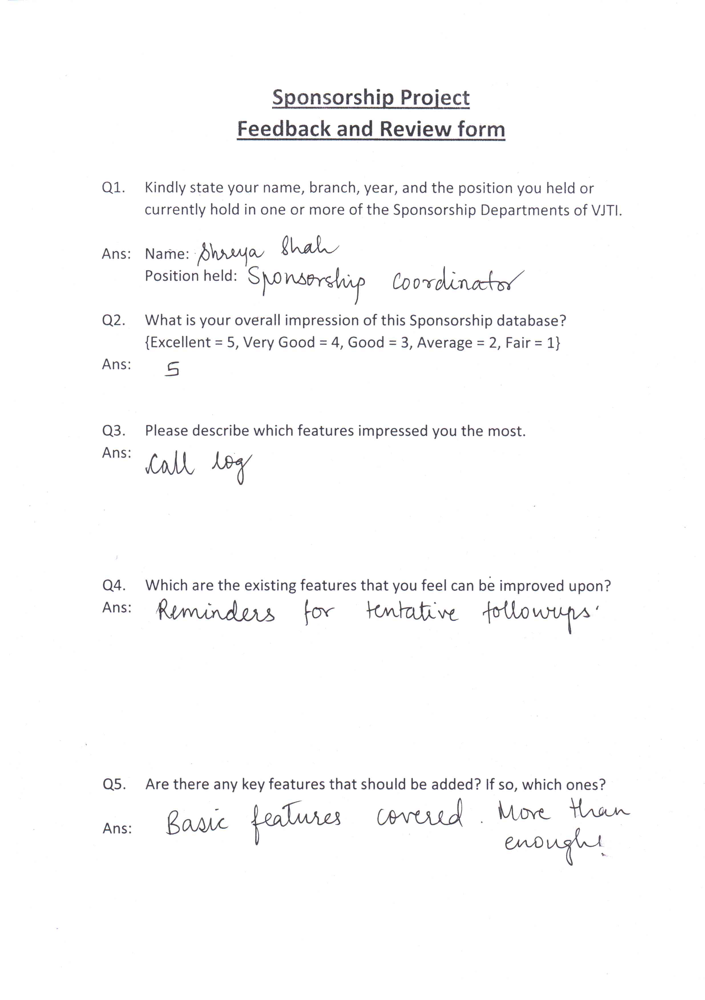 Sponsorship Project
Feedback and Review form
Q1. Kindly state your name, branch, year, and the position you held or
currently hold in one or more of the Sponsorship Departments of VJTI.
Ans: Name: Shreya Shah
Position held: Sponsorship Coordinator
Q2. What is your overall impression of this Sponsorship database?
{Excellent = 5, Very Good = 4, Good = 3, Average = 2, Fair = 1}
Ans: 5
Q3. Please describe which features impressed you the most.
Ans: Call log
Q4. Which are the existing features that you feel can be improved upon?
Ans: Reminders for tentative followups.
Q5. Are there any key features that should be added? If so, which ones?
Ans: Basic features covered. More than
enough!